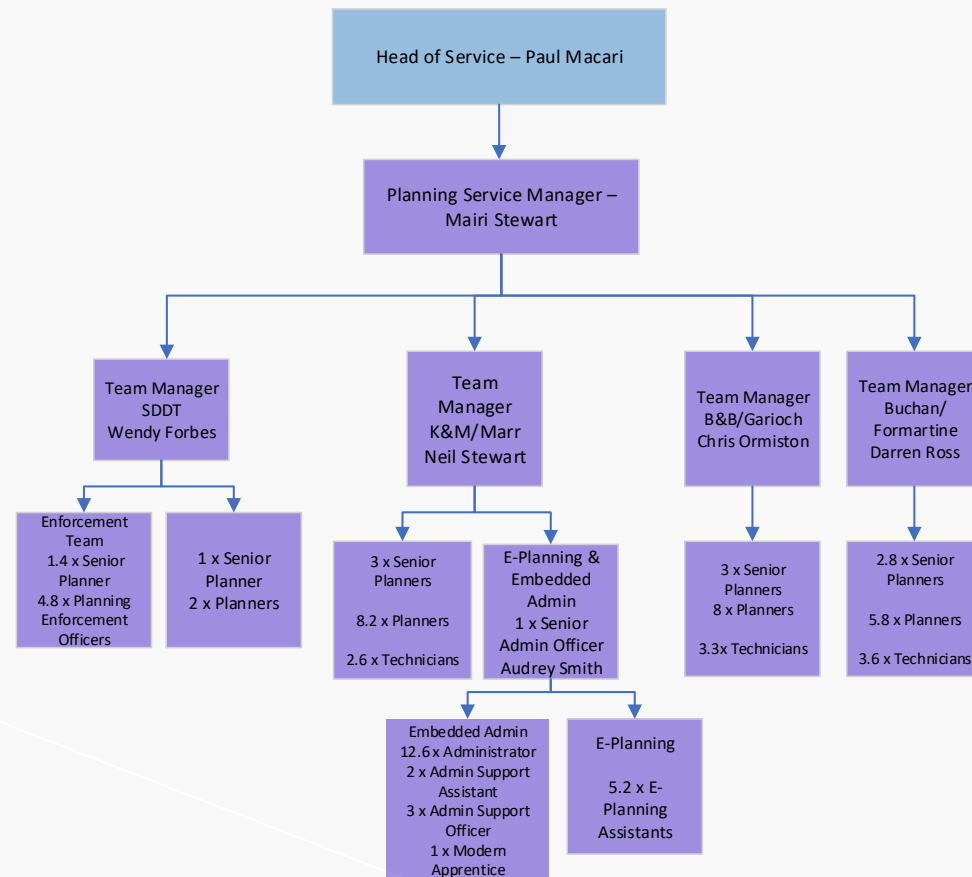 Head of Service – Paul Macari
Planning Service Manager –
Mairi Stewart
Team Manager
SDDT
Wendy Forbes
Team
Manager
K&M/Marr
Neil Stewart
Team Manager
B&B/Garioch
Chris Ormiston
Team Manager
Buchan/
Formartine
Darren Ross
Enforcement
Team
1.4 x Senior
Planner
4.8 x Planning
Enforcement
Officers
1 x Senior
Planner
2 x Planners
3 x Senior
Planners
8.2 x Planners
2.6 x Technicians
E-Planning &
Embedded
Admin
1 x Senior
Admin Officer
Audrey Smith
3 x Senior
Planners
8 x Planners
3.3x Technicians
2.8 x Senior
Planners
5.8 x Planners
3.6 x Technicians
Embedded Admin
12.6 x Administrator
2 x Admin Support
Assistant
3 x Admin Support
Officer
1 x Modern
Apprentice
E-Planning
5.2 x E-
Planning
Assistants